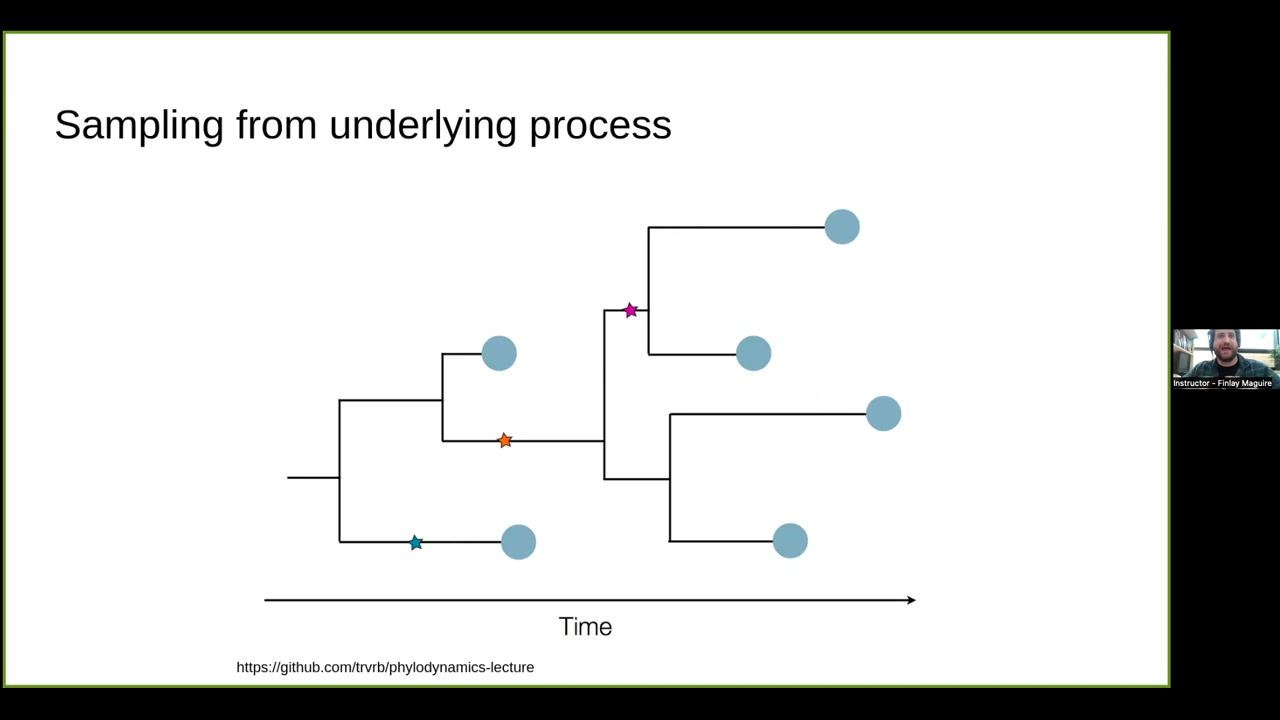 Sampling from underlying process
Instructor - Finlay Maguire
Time
https://github.com/trvrb/phylodynamics-lecture